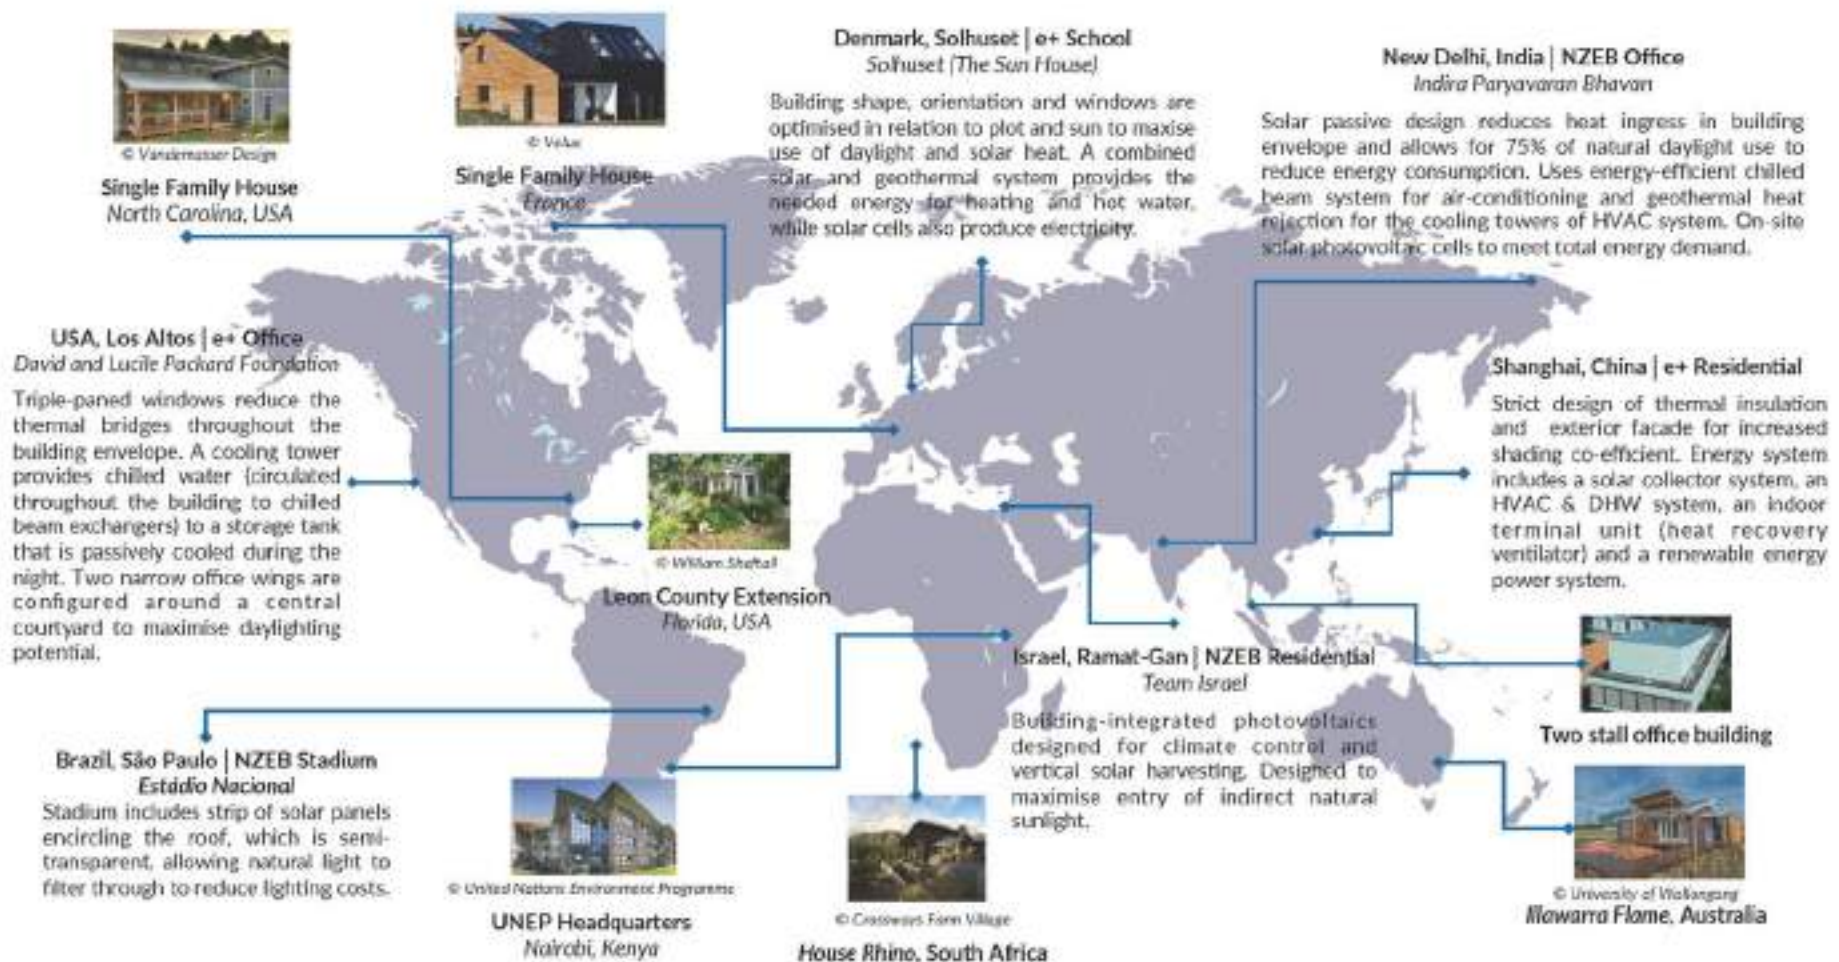 © Vandemusser Design
Single Family House
North Carolina, USA
© Velux
Single Family House
France
Denmark, Solhuset | e+ School
Solhuset (The Sun House)
Building shape, orientation and windows are
optimised in relation to plot and sun to maxise
use of daylight and solar heat. A combined
solar and geothermal system provides the
needed energy for heating and hot water,
while solar cells also produce electricity.
New Delhi, India | NZEB Office
Indira Paryavaran Bhavan
Solar passive design reduces heat ingress in building
envelope and allows for 75% of natural daylight use to
reduce energy consumption. Uses energy-efficient chilled
beam system for air-conditioning and geothermal heat
rejection for the cooling towers of HVAC system. On-site
solar photovoltaic cells to meet total energy demand.
USA, Los Altos | e+ Office
David and Lucile Packard Foundation
Triple-paned windows reduce the
thermal bridges throughout the
building envelope. A cooling tower
provides chilled water (circulated
throughout the building to chilled
beam exchangers) to a storage tank
that is passively cooled during the
night. Two narrow office wings are
configured around a central
courtyard to maximise daylighting
potential.
Shanghai, China | e+ Residential
Strict design of thermal insulation
and exterior facade for increased
shading co-efficient. Energy system
includes a solar collector system, an
HVAC & DHW system, an indoor
terminal unit (heat recovery
ventilator) and a renewable energy
power system.
© William Sheftall
Leon County Extension
Florida, USA
Israel, Ramat-Gan | NZEB Residential
Team Israel
Building-integrated photovoltaics
designed for climate control and
vertical solar harvesting. Designed to
maximise entry of indirect natural
sunlight.
Two stall office building
Brazil, São Paulo | NZEB Stadium
Estádio Nacional
Stadium includes strip of solar panels
encircling the roof, which is semi-
transparent, allowing natural light to
filter through to reduce lighting costs.
© United Nations Environment Programme
UNEP Headquarters
Nairobi, Kenya
© Crossways Farm Village
House Rhino, South Africa
© University of Wollongong
Illawarra Flame, Australia